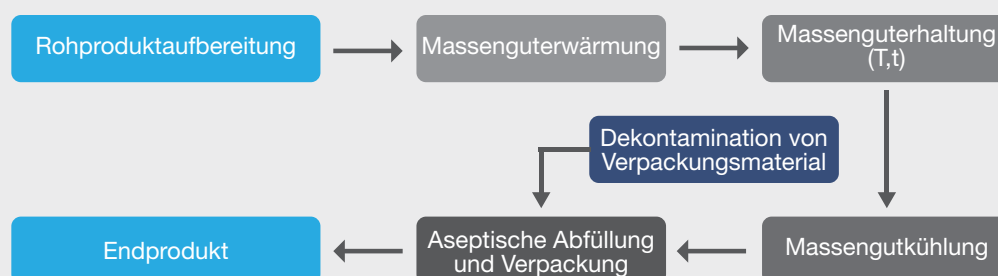 Rohproduktaufbereitung
Massenguterwärmung
Massenguterhaltung
(T,t)
Dekontamination von
Verpackungsmaterial
Endprodukt
Aseptische Abfüllung
und Verpackung
Massengutkühlung